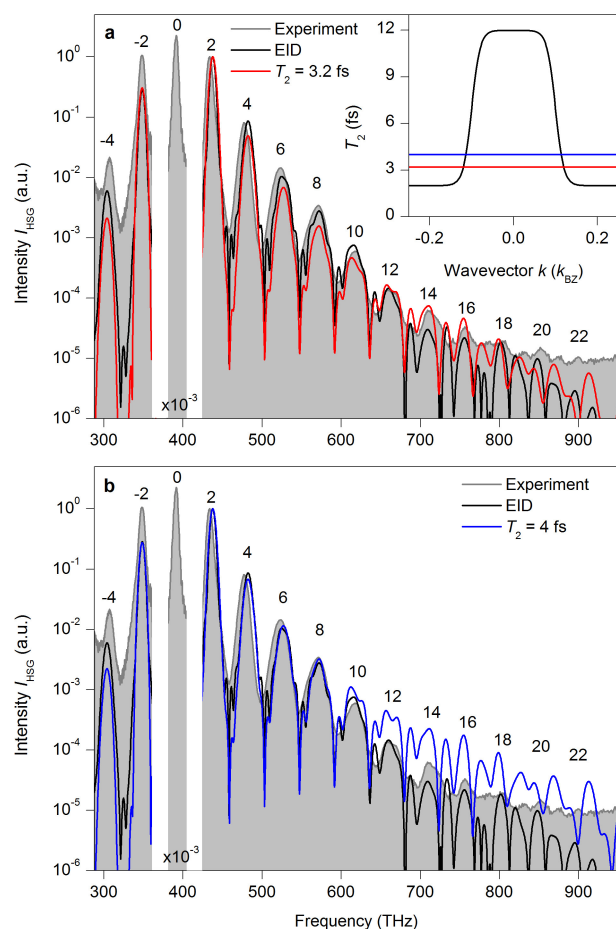 a
0
-2
2
4
-4
6
8
10
12
14
16
18
20
22
Experiment
EID
T₂ = 3.2 fs
12
9
6
3
0
T₂ (fs)
-0.2 0.0 0.2
Wavevector k (k_BZ)
10⁰
10⁻¹
10⁻²
10⁻³
10⁻⁴
10⁻⁵
10⁻⁶
Intensity I_HSG (a.u.)
x10⁻³
300 400 500 600 700 800 900
b
0
-2
2
4
-4
6
8
10
12
14
16
18
20
22
Experiment
EID
T₂ = 4 fs
10⁰
10⁻¹
10⁻²
10⁻³
10⁻⁴
10⁻⁵
10⁻⁶
Intensity I_HSG (a.u.)
x10⁻³
300 400 500 600 700 800 900
Frequency (THz)